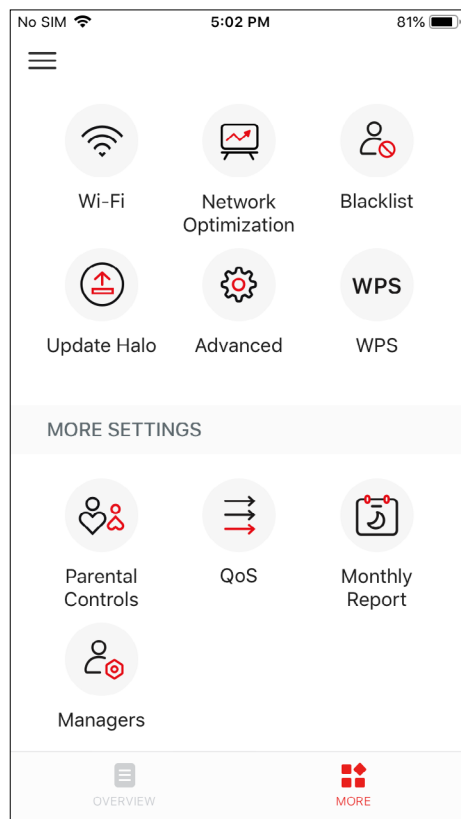 No SIM 5:02 PM 81%
Wi-Fi Network Blacklist
Optimization
Update Halo Advanced WPS
WPS
MORE SETTINGS
Parental QoS Monthly
Controls Report
Managers
OVERVIEW MORE